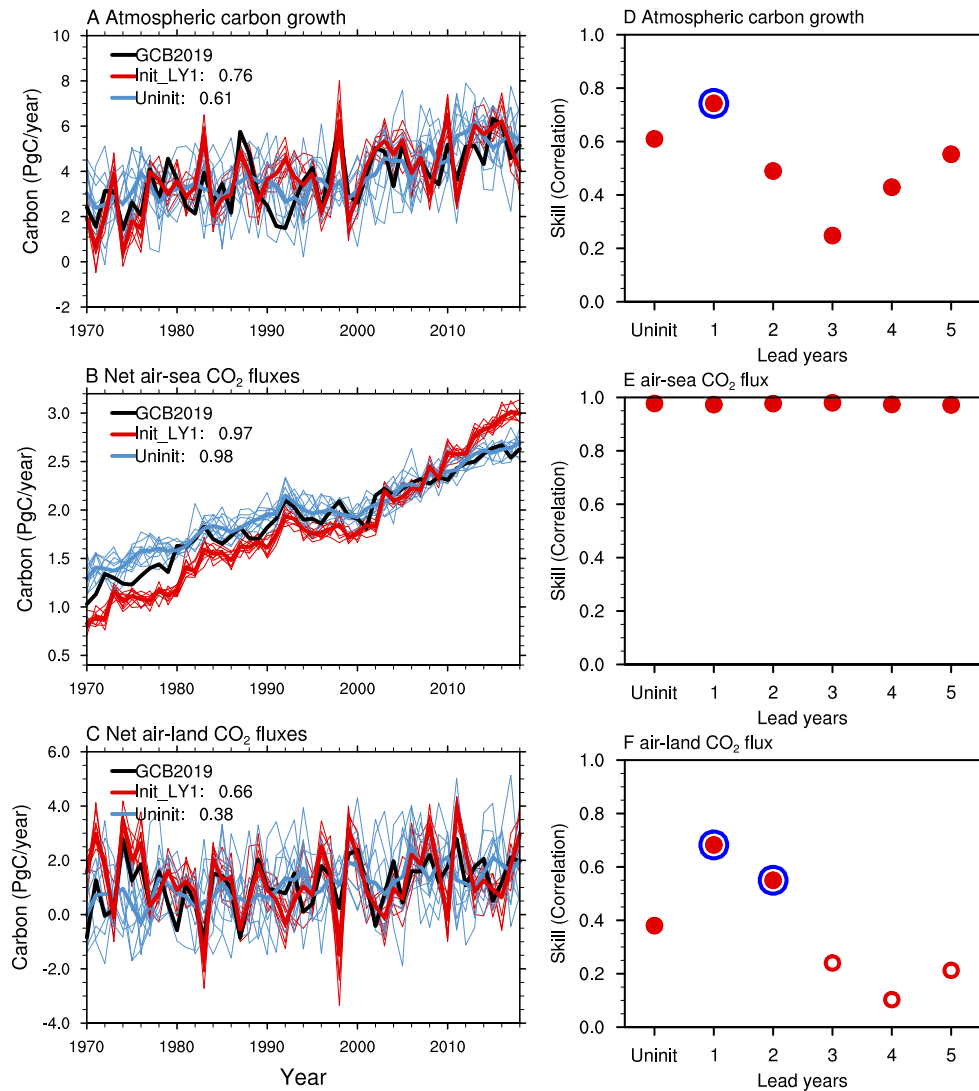 A Atmospheric carbon growth
Carbon (PgC/year)
10
8
6
4
2
0
-2
GCB2019
Init_LY1: 0.76
Uninit: 0.61
1970 1980 1990 2000 2010
D Atmospheric carbon growth
Skill (Correlation)
1.0
0.8
0.6
0.4
0.2
0.0
Uninit 1 2 3 4 5
Lead years
B Net air-sea CO₂ fluxes
Carbon (PgC/year)
3.0
2.5
2.0
1.5
1.0
0.5
GCB2019
Init_LY1: 0.97
Uninit: 0.98
1970 1980 1990 2000 2010
E air-sea CO₂ flux
Skill (Correlation)
1.0
0.8
0.6
0.4
0.2
0.0
Uninit 1 2 3 4 5
Lead years
C Net air-land CO₂ fluxes
Carbon (PgC/year)
6.0
4.0
2.0
0.0
-2.0
-4.0
GCB2019
Init_LY1: 0.66
Uninit: 0.38
1970 1980 1990 2000 2010
Year
F air-land CO₂ flux
Skill (Correlation)
1.0
0.8
0.6
0.4
0.2
0.0
Uninit 1 2 3 4 5
Lead years